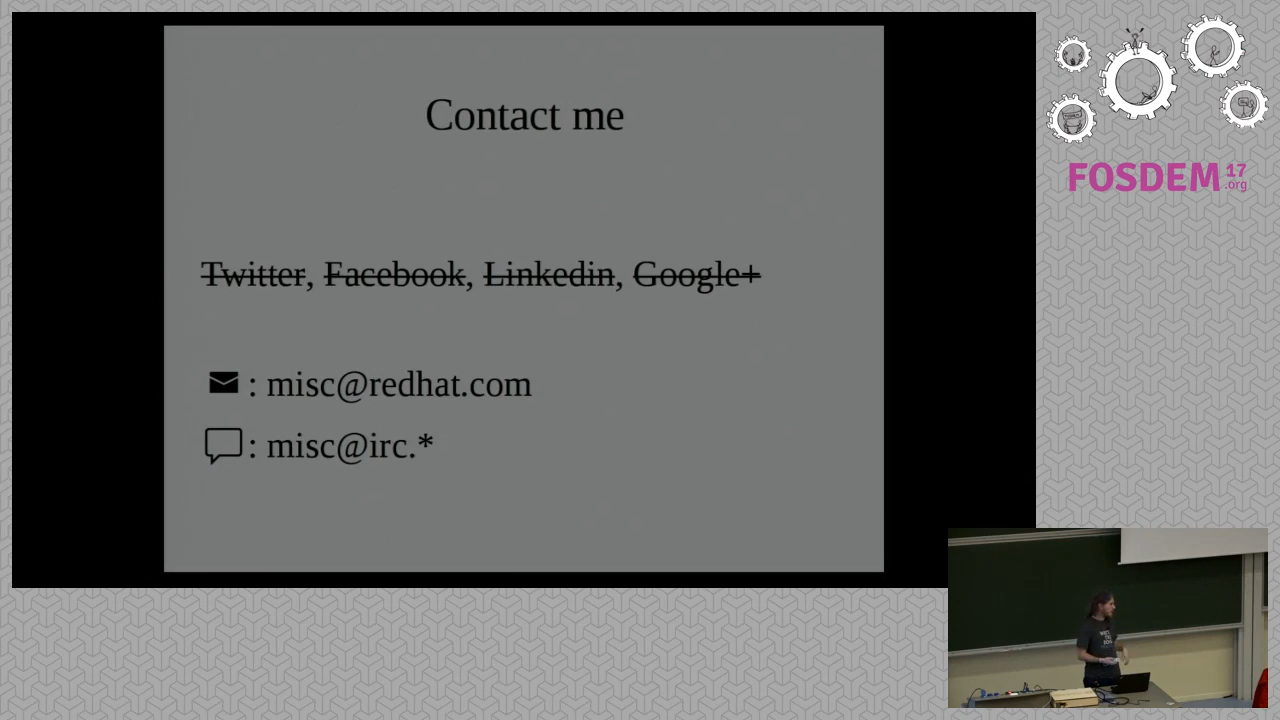 Contact me
Twitter, Facebook, Linkedin, Google+
: misc@redhat.com
: misc@irc.*
FOSDEM 17
.org